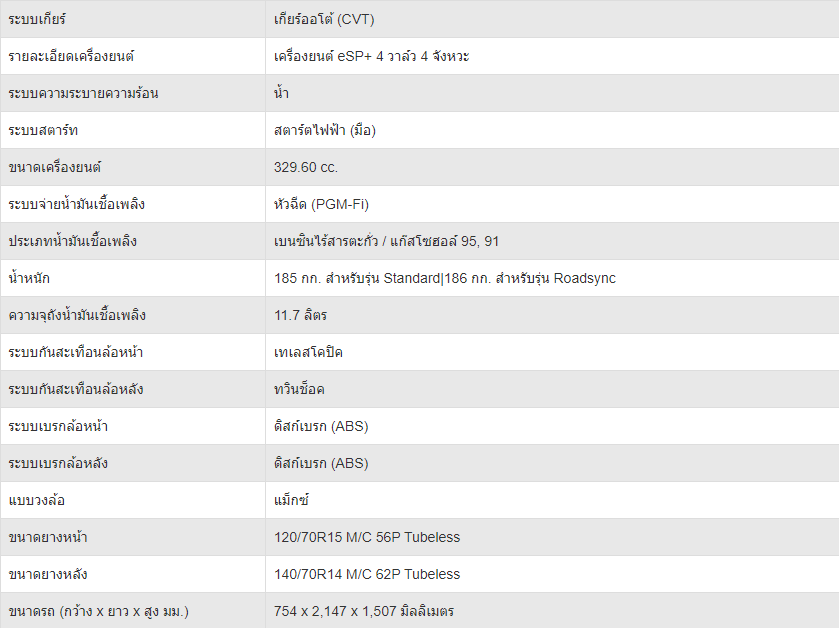 ระบบเกียร์ เกียร์ออโต้ (CVT)
รายละเอียดเครื่องยนต์ เครื่องยนต์ eSP+ 4 วาล์ว 4 จังหวะ
ระบบความระบายความร้อน น้ำ
ระบบสตาร์ท สตาร์ตไฟฟ้า (มือ)
ขนาดเครื่องยนต์ 329.60 cc.
ระบบจ่ายน้ำมันเชื้อเพลิง หัวฉีด (PGM-Fi)
ประเภทน้ำมันเชื้อเพลิง เบนซินไร้สารตะกั่ว / แก๊สโซฮอล์ 95, 91
น้ำหนัก 185 กก. สำหรับรุ่น Standard|186 กก. สำหรับรุ่น Roadsync
ความจุถังน้ำมันเชื้อเพลิง 11.7 ลิตร
ระบบกันสะเทือนล้อหน้า เทเลสโคปิค
ระบบกันสะเทือนล้อหลัง ทวินช็อค
ระบบเบรกล้อหน้า ดิสก์เบรก (ABS)
ระบบเบรกล้อหลัง ดิสก์เบรก (ABS)
แบบวงล้อ แม็กซ์
ขนาดยางหน้า 120/70R15 M/C 56P Tubeless
ขนาดยางหลัง 140/70R14 M/C 62P Tubeless
ขนาดรถ (กว้าง x ยาว x สูง มม.) 754 x 2,147 x 1,507 มิลลิเมตร